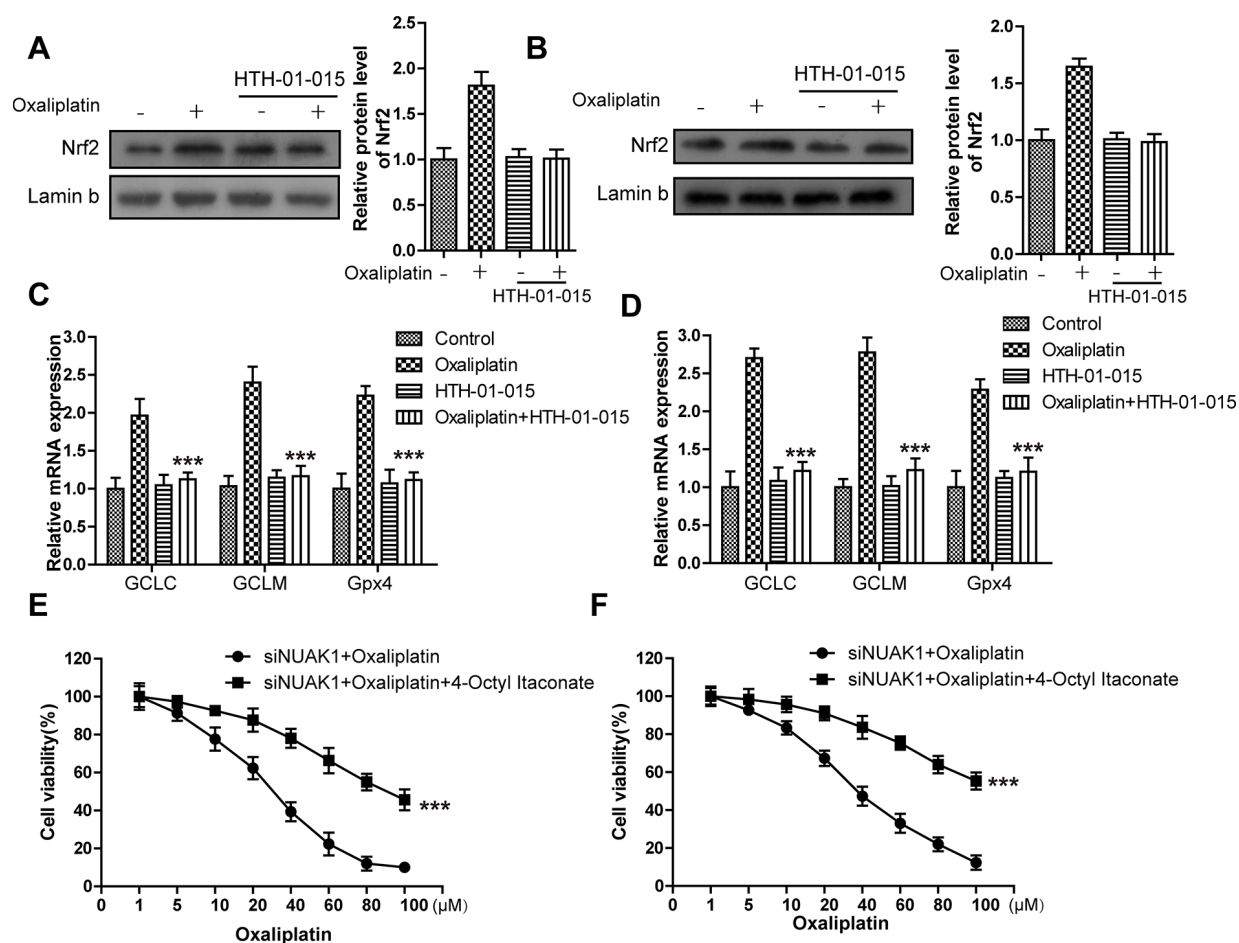 A
HTH-01-015
Oxaliplatin
- + - +
Nrf2
Lamin b
Relative protein level
of Nrf2
2.5
2.0
1.5
1.0
0.5
0.0
Oxaliplatin - + - +
HTH-01-015
B
HTH-01-015
Oxaliplatin
- + - +
Nrf2
Lamin b
Relative protein level
of Nrf2
2.0
1.5
1.0
0.5
0.0
Oxaliplatin - + - +
HTH-01-015
C
Relative mRNA expression
3.0
2.5
2.0
1.5
1.0
0.5
0.0
Control
Oxaliplatin
HTH-01-015
Oxaliplatin+HTH-01-015
*** *** ***
GCLC GCLM Gpx4
D
Relative mRNA expression
3.0
2.5
2.0
1.5
1.0
0.5
0.0
Control
Oxaliplatin
HTH-01-015
Oxaliplatin+HTH-01-015
*** *** ***
GCLC GCLM Gpx4
E
siNUAK1+Oxaliplatin
siNUAK1+Oxaliplatin+4-Octyl Itaconate
Cell viability(%)
120
100
80
60
40
20
0
***
0 1 5 10 20 40 60 80 100 (μM)
Oxaliplatin
F
siNUAK1+Oxaliplatin
siNUAK1+Oxaliplatin+4-Octyl Itaconate
Cell viability(%)
120
100
80
60
40
20
0
***
0 1 5 10 20 40 60 80 100 (μM)
Oxaliplatin